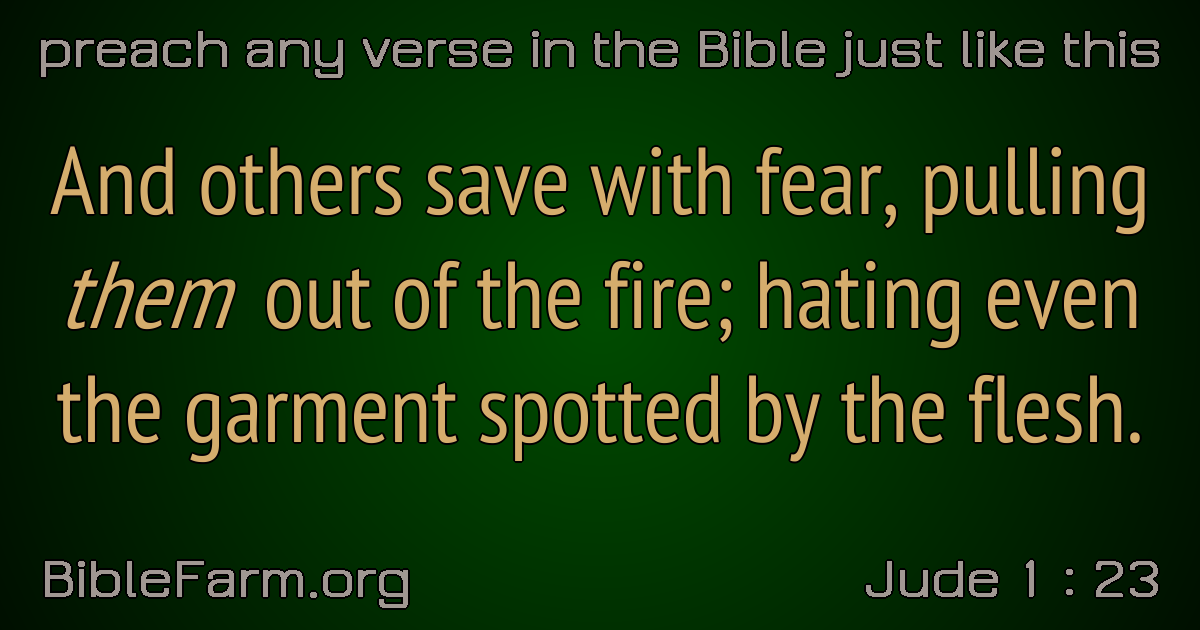 preach any verse in the Bible just like this
And others save with fear, pulling
them out of the fire; hating even
the garment spotted by the flesh.
BibleFarm.org
Jude 1 : 23